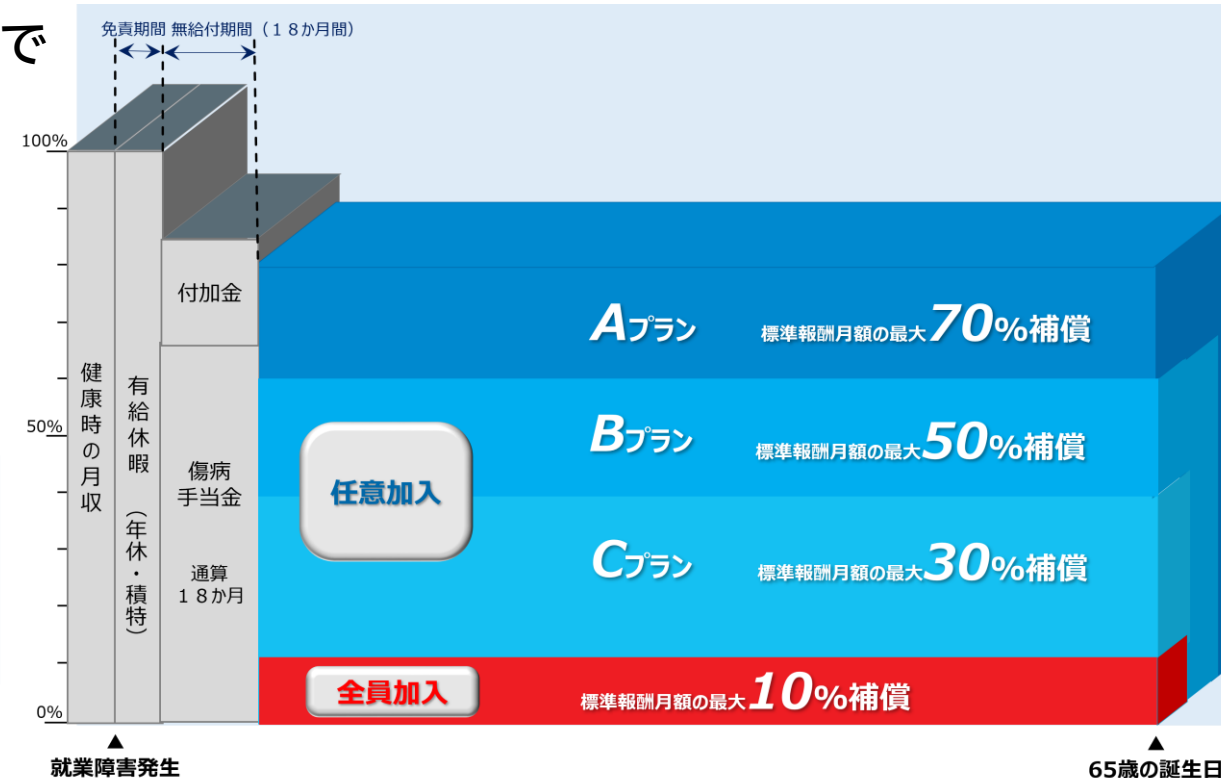 で
免責期間 無給付期間（１８か月間）
100%
50%
0%
健康時の月収
有給休暇（年休・積特）
付加金
傷病
手当金
通算
１８か月
Aプラン 標準報酬月額の最大70%補償
Bプラン 標準報酬月額の最大50%補償
任意加入
Cプラン 標準報酬月額の最大30%補償
全員加入 標準報酬月額の最大10%補償
▲ ▲
就業障害発生 65歳の誕生日